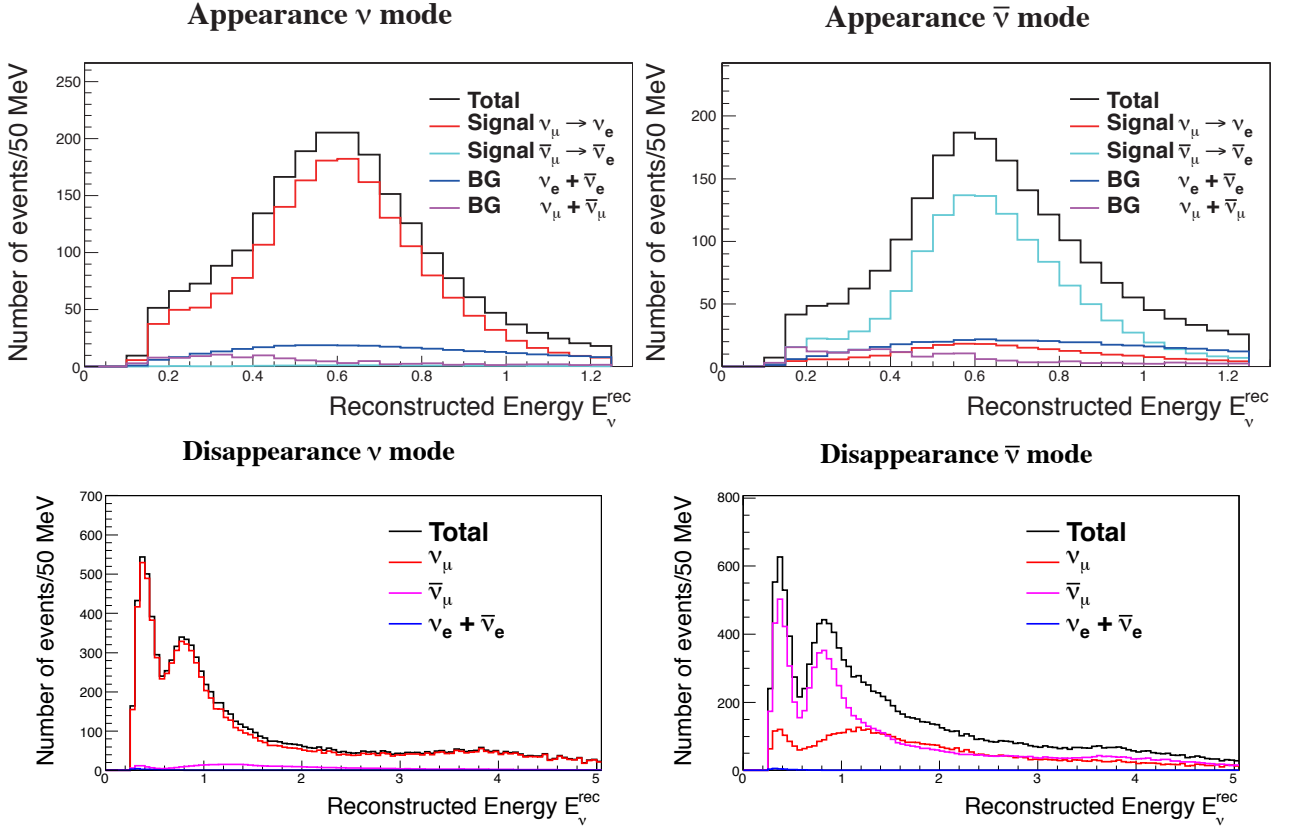 Appearance ν mode
Number of events/50 MeV
250
200
150
100
50
0
0
0.2
0.4
0.6
0.8
1
1.2
Total
Signal ν_μ → ν_e
Signal ν̅_μ → ν̅_e
BG ν_e + ν̅_e
BG ν_μ + ν̅_μ
Reconstructed Energy E_ν^rec
Appearance ν̅ mode
Number of events/50 MeV
200
150
100
50
0
0
0.2
0.4
0.6
0.8
1
1.2
Total
Signal ν_μ → ν_e
Signal ν̅_μ → ν̅_e
BG ν_e + ν̅_e
BG ν_μ + ν̅_μ
Reconstructed Energy E_ν^rec
Disappearance ν mode
Number of events/50 MeV
700
600
500
400
300
200
100
0
0
1
2
3
4
5
Total
ν_μ
ν̅_μ
ν_e + ν̅_e
Reconstructed Energy E_ν^rec
Disappearance ν̅ mode
Number of events/50 MeV
800
600
400
200
0
0
1
2
3
4
5
Total
ν_μ
ν̅_μ
ν_e + ν̅_e
Reconstructed Energy E_ν^rec